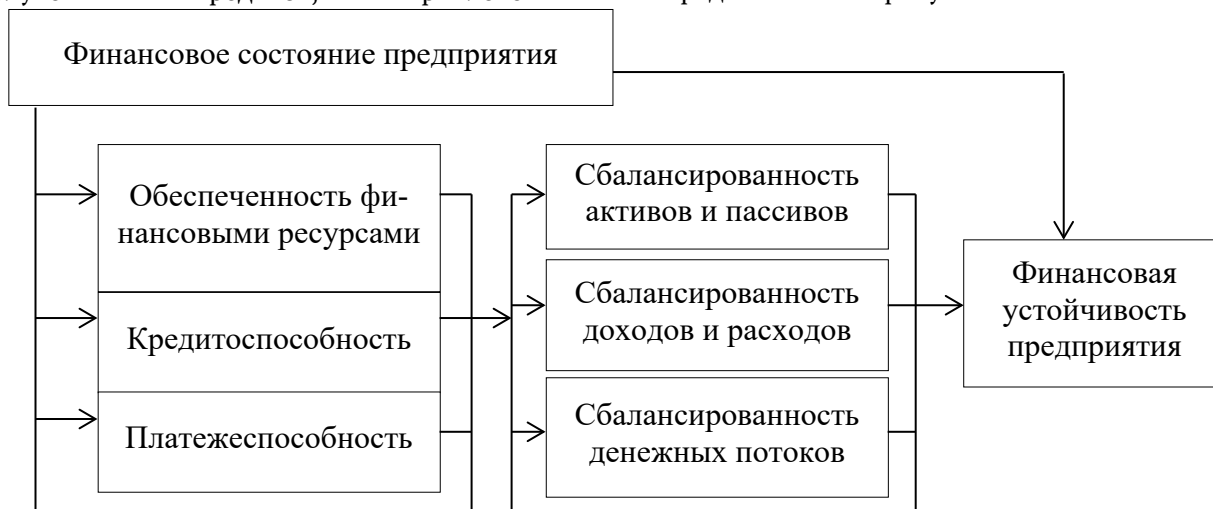 Финансовое состояние предприятия
Обеспеченность фи-
нансовыми ресурсами
Кредитоспособность
Платежеспособность
Сбалансированность
активов и пассивов
Сбалансированность
доходов и расходов
Сбалансированность
денежных потоков
Финансовая
устойчивость
предприятия